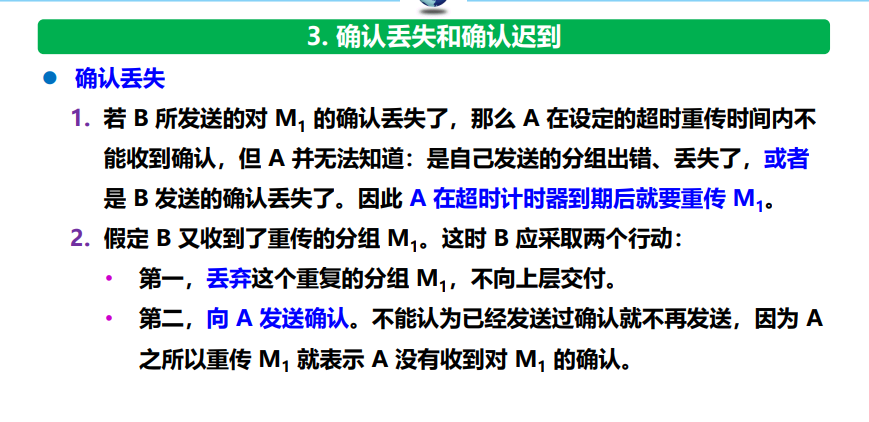 3. 确认丢失和确认迟到
● 确认丢失
1. 若 B 所发送的对 M₁ 的确认丢失了，那么 A 在设定的超时重传时间内不
能收到确认，但 A 并无法知道：是自己发送的分组出错、丢失了，或者
是 B 发送的确认丢失了。因此 A 在超时计时器到期后就要重传 M₁。
2. 假定 B 又收到了重传的分组 M₁。这时 B 应采取两个行动：
• 第一，丢弃这个重复的分组 M₁，不向上层交付。
• 第二，向 A 发送确认。不能认为已经发送过确认就不再发送，因为 A
之所以重传 M₁ 就表示 A 没有收到对 M₁ 的确认。